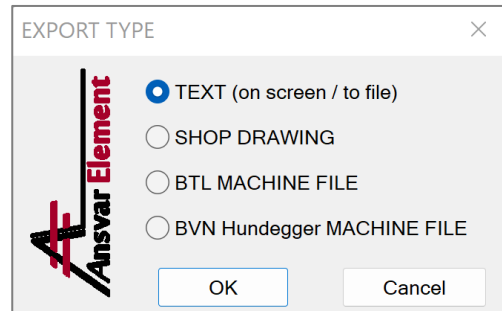 EXPORT TYPE
Ansvar Element
TEXT (on screen / to file)
SHOP DRAWING
BTL MACHINE FILE
BVN Hundegger MACHINE FILE
OK
Cancel